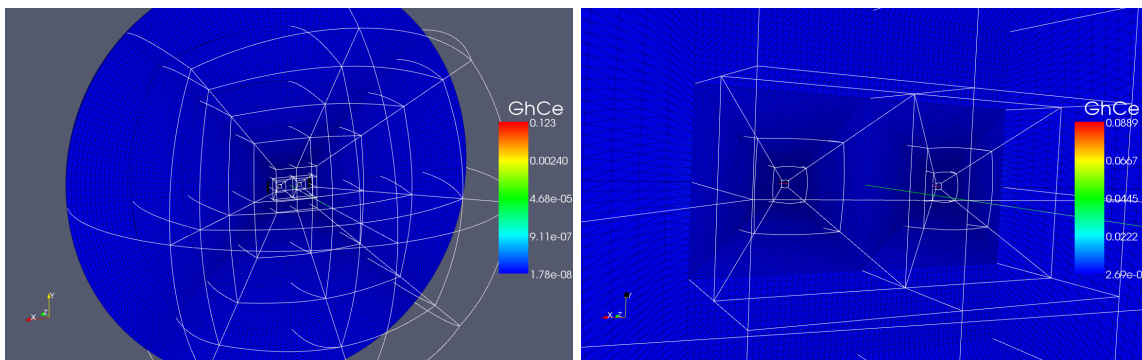 GhCe
0.123
0.00240
4.68e-05
9.11e-07
1.78e-08
Y
X
Z
GhCe
0.0889
0.0667
0.0445
0.0222
2.69e-0
Y
X
Z